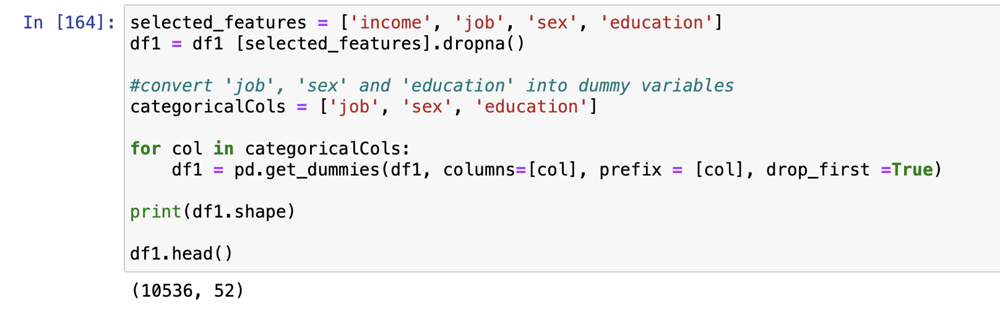 In [164]: selected_features = ['income', 'job', 'sex', 'education']
df1 = df1 [selected_features].dropna()
#convert 'job', 'sex' and 'education' into dummy variables
categoricalCols = ['job', 'sex', 'education']
for col in categoricalCols:
    df1 = pd.get_dummies(df1, columns=[col], prefix = [col], drop_first =True)
print(df1.shape)
df1.head()
(10536, 52)